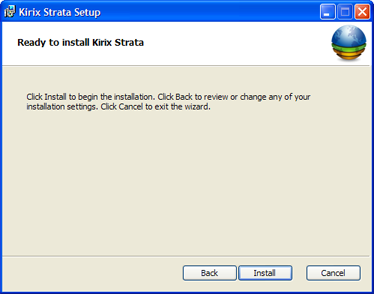 Kirix Strata Setup
Ready to install Kirix Strata
Click Install to begin the installation. Click Back to review or change any of your
installation settings. Click Cancel to exit the wizard.
Back Install Cancel